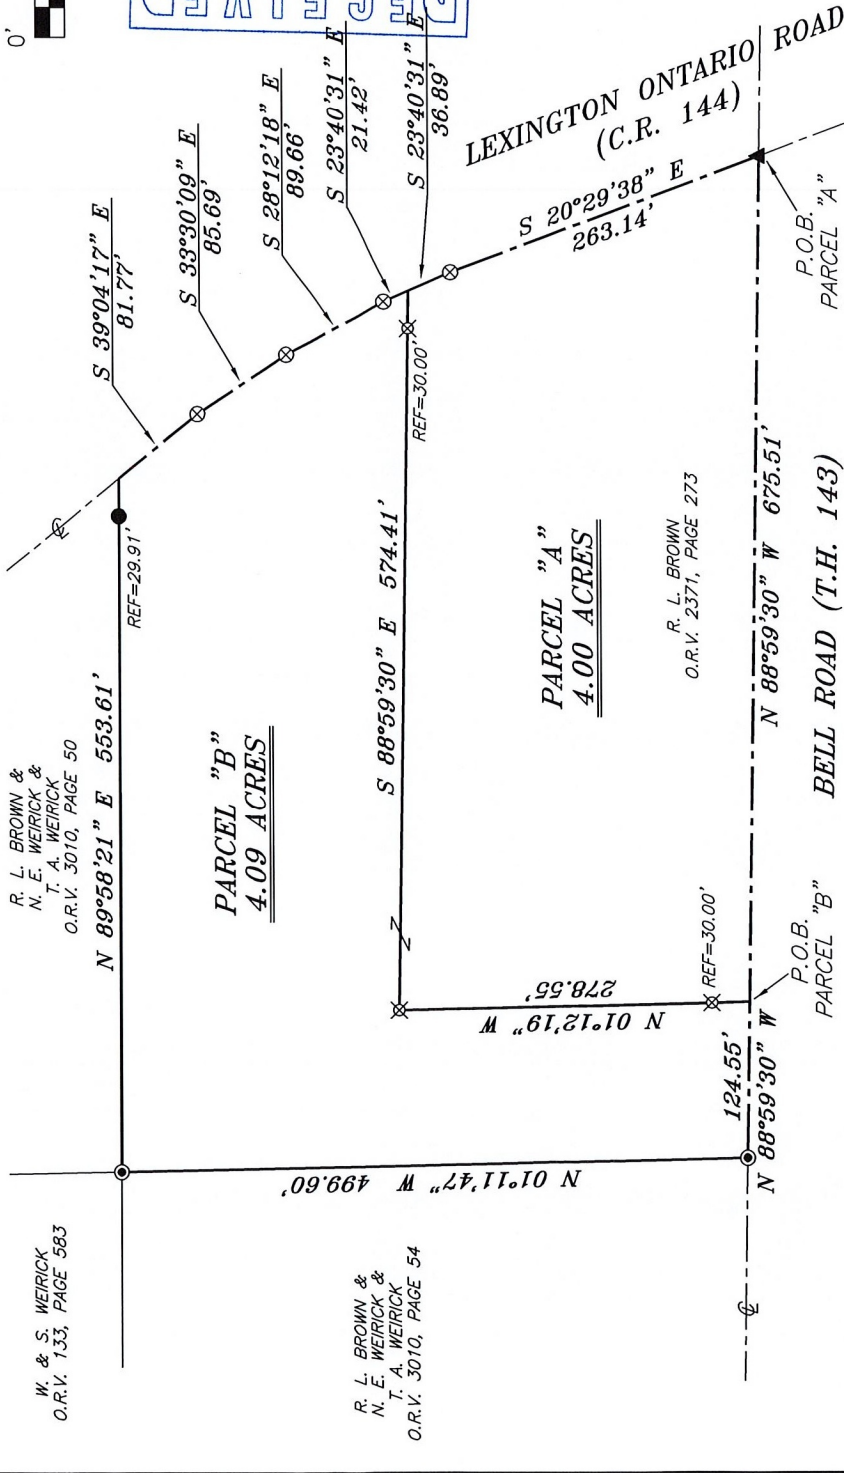 0'
RECEIVED
W. & S. WEIRICK
O.R.V. 133, PAGE 583
R. L. BROWN &
N. E. WEIRICK &
T. A. WEIRICK
O.R.V. 3010, PAGE 50
N 89°58'21" E 553.61'
REF=29.91'
S 39°04'17" E
81.77'
S 33°30'09" E
85.69'
S 28°12'18" E
89.66'
S 23°40'31" E
21.42'
S 23°40'31" E
36.89'
LEXINGTON ONTARIO ROAD
(C.R. 144)
S 20°29'38" E
263.14'
P.O.B.
PARCEL "A"
PARCEL "B"
4.09 ACRES
S 88°59'30" E 574.41'
REF=30.00'
PARCEL "A"
4.00 ACRES
R. L. BROWN
O.R.V. 2371, PAGE 273
R. L. BROWN &
N. E. WEIRICK &
T. A. WEIRICK
O.R.V. 3010, PAGE 54
N 01°11'47" W 499.60'
N 01°12'19" W
278.55'
REF=30.00'
124.55'
N 88°59'30" W
P.O.B.
PARCEL "B"
N 88°59'30" W 675.51'
BELL ROAD (T.H. 143)